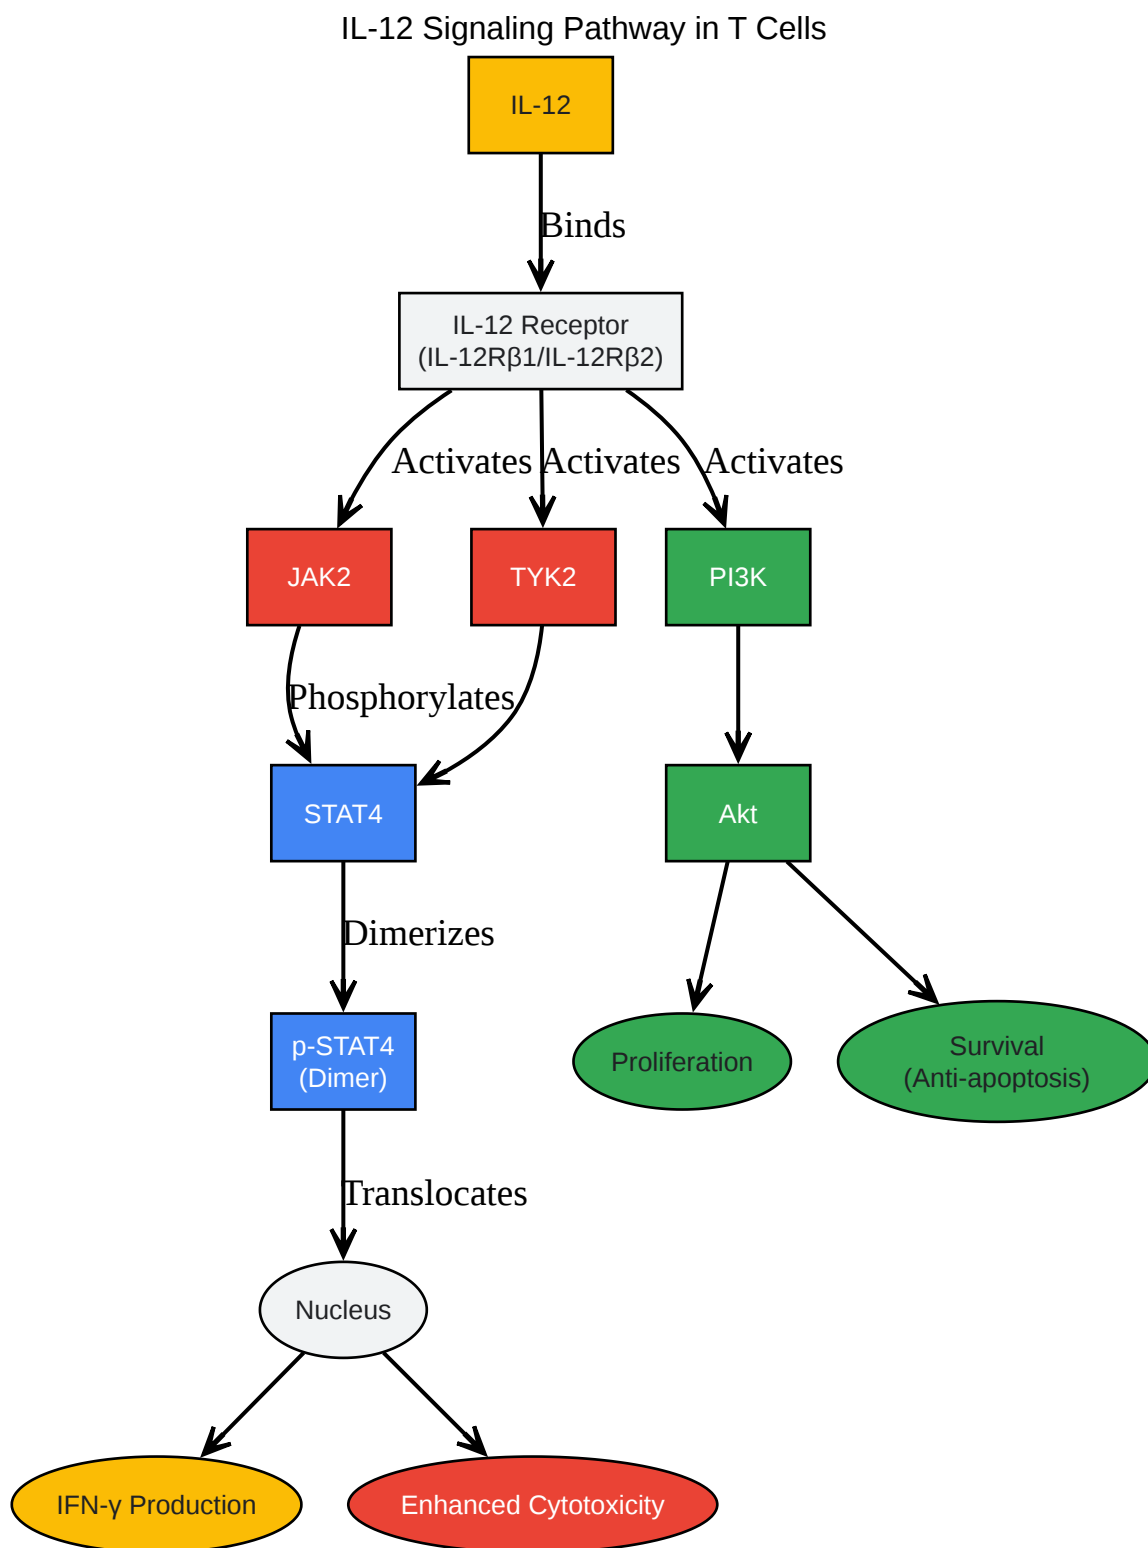 IL-12 Signaling Pathway in T Cells
IL-12
Binds
IL-12 Receptor
(IL-12Rβ1/IL-12Rβ2)
Activates
Activates
Activates
JAK2
TYK2
PI3K
Phosphorylates
STAT4
Akt
Dimerizes
p-STAT4
(Dimer)
Proliferation
Survival
(Anti-apoptosis)
Translocates
Nucleus
IFN-γ Production
Enhanced Cytotoxicity